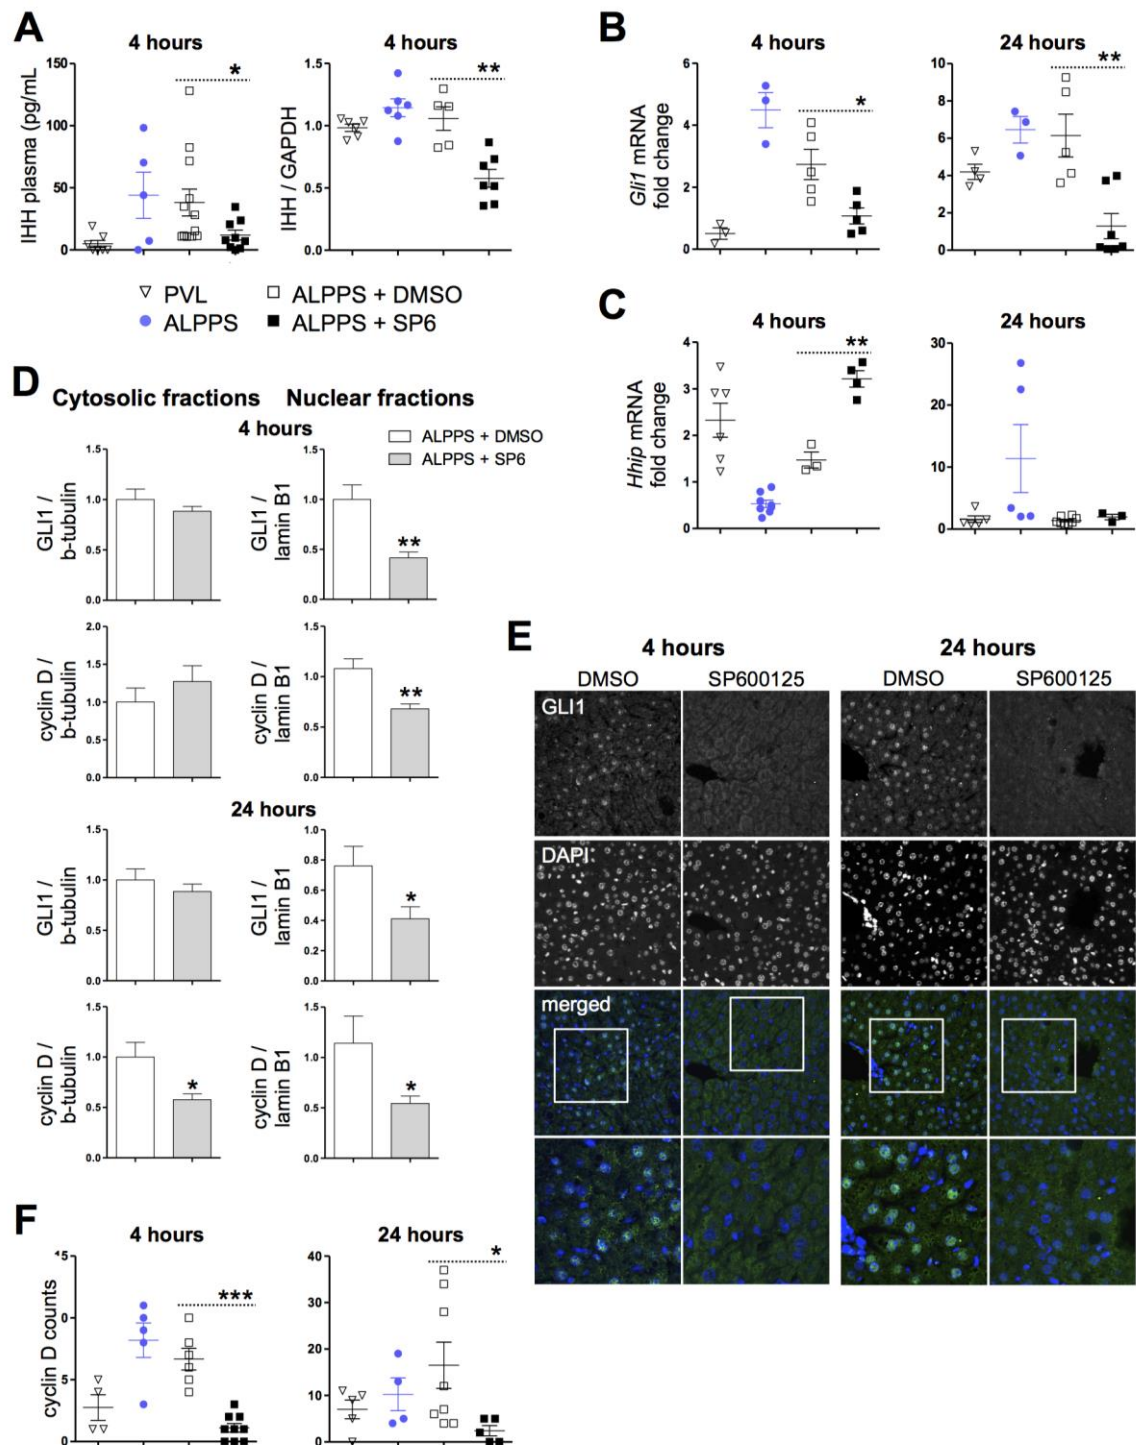 A
4 hours
IHH plasma (pg/mL
150
100
50
0
*
IHH / GAPDH
1.5
1.0
0.5
0.0
**
▽ PVL □ ALPPS + DMSO
● ALPPS ■ ALPPS + SP6
B
4 hours 24 hours
Gli1 mRNA
fold change
6
4
2
0
*
10
8
6
4
2
0
**
C
4 hours 24 hours
Hhip mRNA
fold change
4
3
2
1
0
**
30
20
10
0
D
Cytosolic fractions Nuclear fractions
4 hours
ALPPS + DMSO
ALPPS + SP6
GLI1 /
b-tubulin
1.5
1.0
0.5
0.0
GLI1 /
lamin B1
1.5
1.0
0.5
0.0
**
cyclin D /
b-tubulin
2.0
1.5
1.0
0.5
0.0
cyclin D /
lamin B1
1.5
1.0
0.5
0.0
**
24 hours
GLI1 /
b-tubulin
1.5
1.0
0.5
0.0
GLI1 /
lamin B1
1.0
0.8
0.6
0.4
0.2
0.0
*
cyclin D /
b-tubulin
1.5
1.0
0.5
0.0
*
cyclin D /
lamin B1
1.5
1.0
0.5
0.0
*
E
4 hours 24 hours
DMSO SP600125 DMSO SP600125
GLI1
DAPI
merged
F
4 hours 24 hours
cyclin D counts
5
0
5
0
***
40
30
20
10
0
*